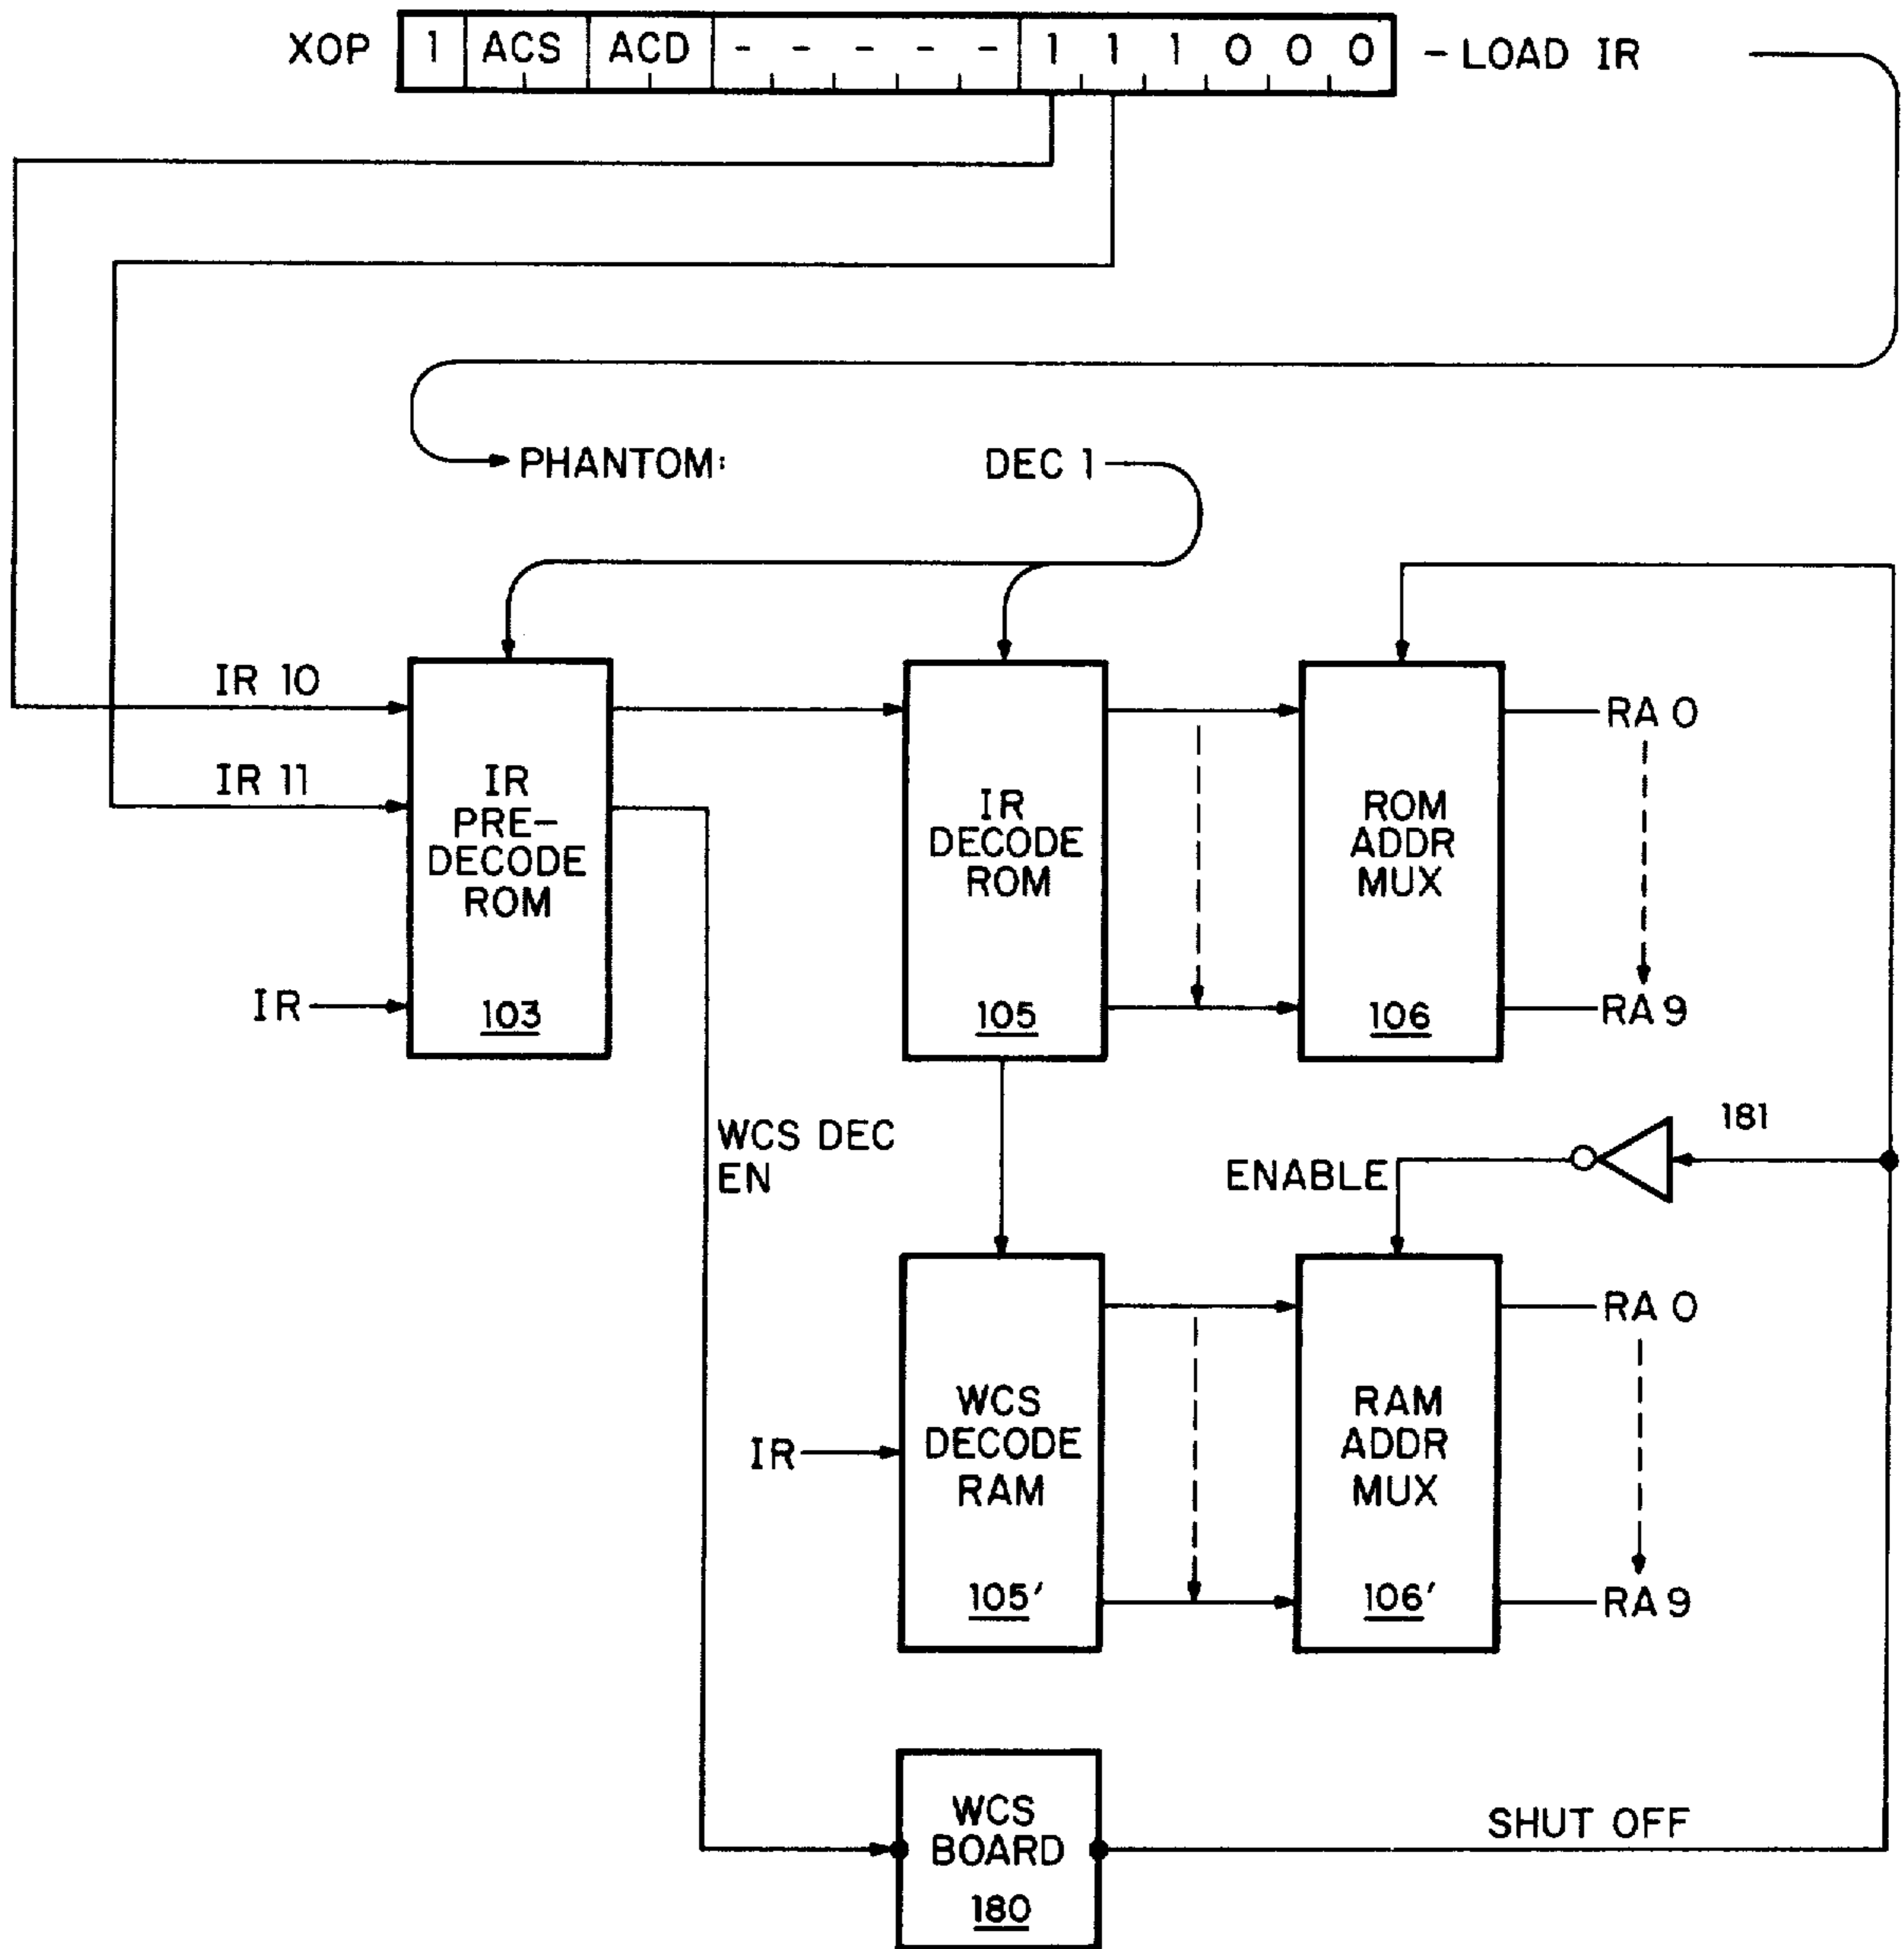 XOP 1 ACS ACD - - - - - 1 1 1 0 0 0 - LOAD IR
PHANTOM: DEC 1
IR 10
IR 11
IR
IR
PRE-
DECODE
ROM
103
IR
DECODE
ROM
105
ROM
ADDR
MUX
106
RA 0
RA 9
WCS DEC
EN
ENABLE
181
IR
WCS
DECODE
RAM
105'
RAM
ADDR
MUX
106'
RA 0
RA 9
WCS
BOARD
180
SHUT OFF